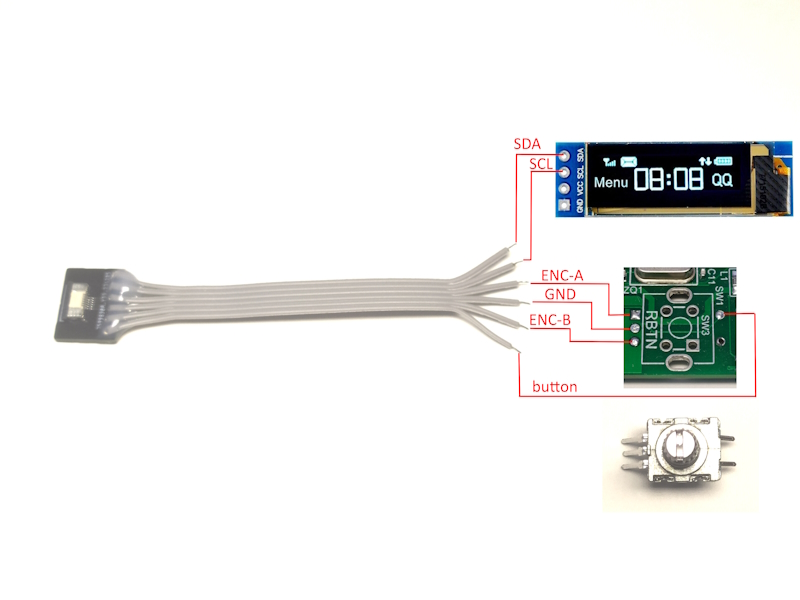 SDA
SCL
SDA
SCL
VCC
GND
Menu 08:08 QQ
ENC-A
GND
ENC-B
button
ZQ1
C11
L1
SW1
SW3
RBTN